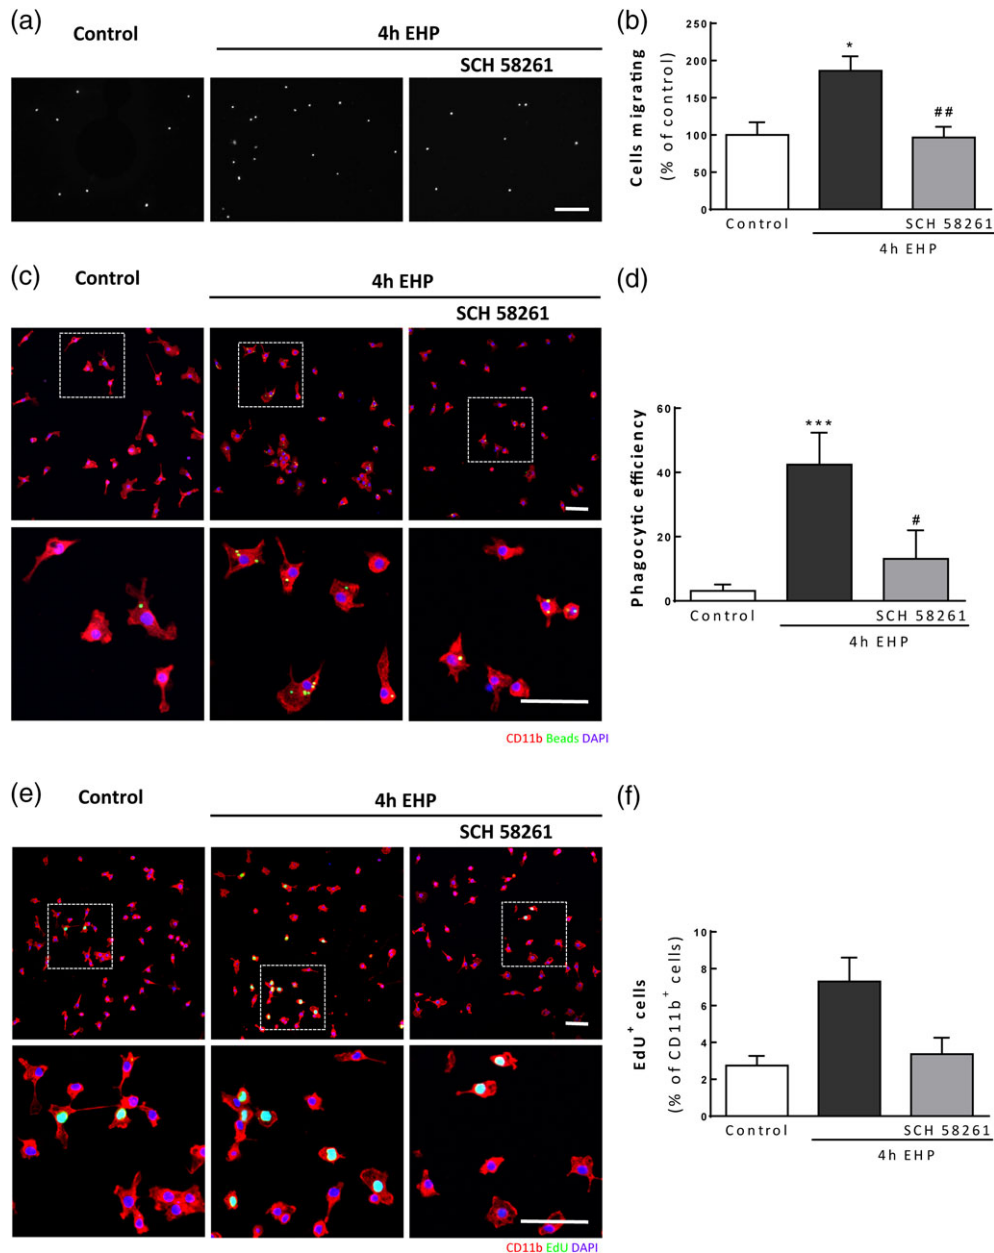 (a)
Control
4h EHP
SCH 58261
(b)
Cells migrating
(% of control)
250
200
150
100
50
0
*
##
Control
SCH 58261
4h EHP
(c)
Control
4h EHP
SCH 58261
CD11b Beads DAPI
(d)
Phagocytic efficiency
60
40
20
0
***
#
Control
SCH 58261
4h EHP
(e)
Control
4h EHP
SCH 58261
CD11b EdU DAPI
(f)
EdU⁺ cells
(% of CD11b⁺ cells)
10
8
6
4
2
0
Control
SCH 58261
4h EHP